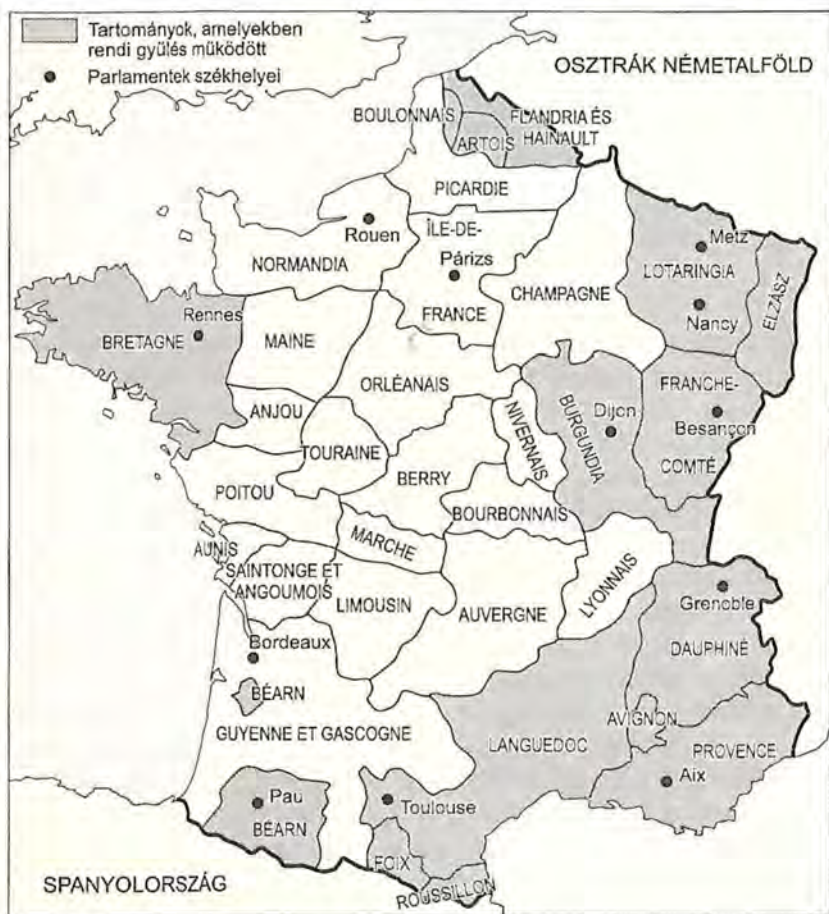 Tartományok, amelyekben
rendi gyűlés működött
Parlamentek székhelyei
OSZTRÁK NÉMETALFÖLD
BOULONNAIS
FLANDRIA ÉS
HAINAULT
ARTOIS
PICARDIE
Rouen
NORMANDIA
ÎLE-DE-
Párizs
FRANCE
CHAMPAGNE
Metz
LOTARINGIA
Nancy
ELZÁSZ
Rennes
BRETAGNE
MAINE
ORLÉANAIS
ANJOU
TOURAINE
NIVERNAIS
BURGUNDIA
Dijon
FRANCHE-
Besançon
COMTÉ
BERRY
POITOU
BOURBONNAIS
MARCHE
AUNIS
SAINTONGE ET
ANGOUMOIS
LIMOUSIN
AUVERGNE
LYONNAIS
Grenoble
DAUPHINÉ
Bordeaux
BÉARN
GUYENNE ET GASCOGNE
LANGUEDOC
AVIGNON
PROVENCE
Aix
Pau
BÉARN
Toulouse
FOIX
ROUSSILLON
SPANYOLORSZÁG